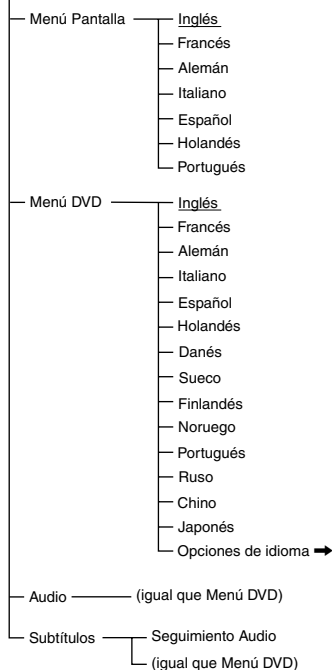 Menú Pantalla
Inglés
Francés
Alemán
Italiano
Español
Holandés
Portugués
Menú DVD
Inglés
Francés
Alemán
Italiano
Español
Holandés
Danés
Sueco
Finlandés
Noruego
Portugués
Ruso
Chino
Japonés
Opciones de idioma ➡
Audio
(igual que Menú DVD)
Subtítulos
Seguimiento Audio
(igual que Menú DVD)